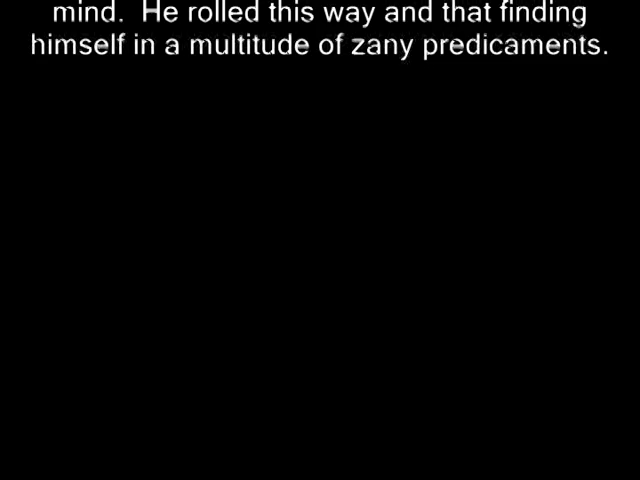 mind.  He rolled this way and that finding
himself in a multitude of zany predicaments.